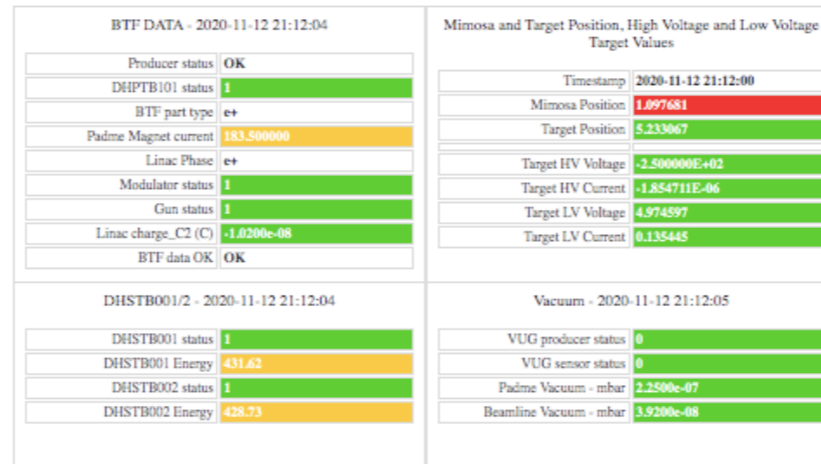 BTF DATA - 2020-11-12 21:12:04
Producer status OK
DHPTB101 status 1
BTF part type e+
Padme Magnet current 183.500000
Linac Phase e+
Modulator status 1
Gun status 1
Linac charge_C2 (C) -1.0200e-08
BTF data OK OK
Mimosa and Target Position, High Voltage and Low Voltage
Target Values
Timestamp 2020-11-12 21:12:00
Mimosa Position 1.097681
Target Position 5.233067
Target HV Voltage -2.500000E+02
Target HV Current -1.854711E-06
Target LV Voltage 4.974597
Target LV Current 0.135445
DHSTB001/2 - 2020-11-12 21:12:04
DHSTB001 status 1
DHSTB001 Energy 431.62
DHSTB002 status 1
DHSTB002 Energy 428.73
Vacuum - 2020-11-12 21:12:05
VUG producer status 0
VUG sensor status 0
Padme Vacuum - mbar 2.2500e-07
Beamline Vacuum - mbar 3.9200e-08